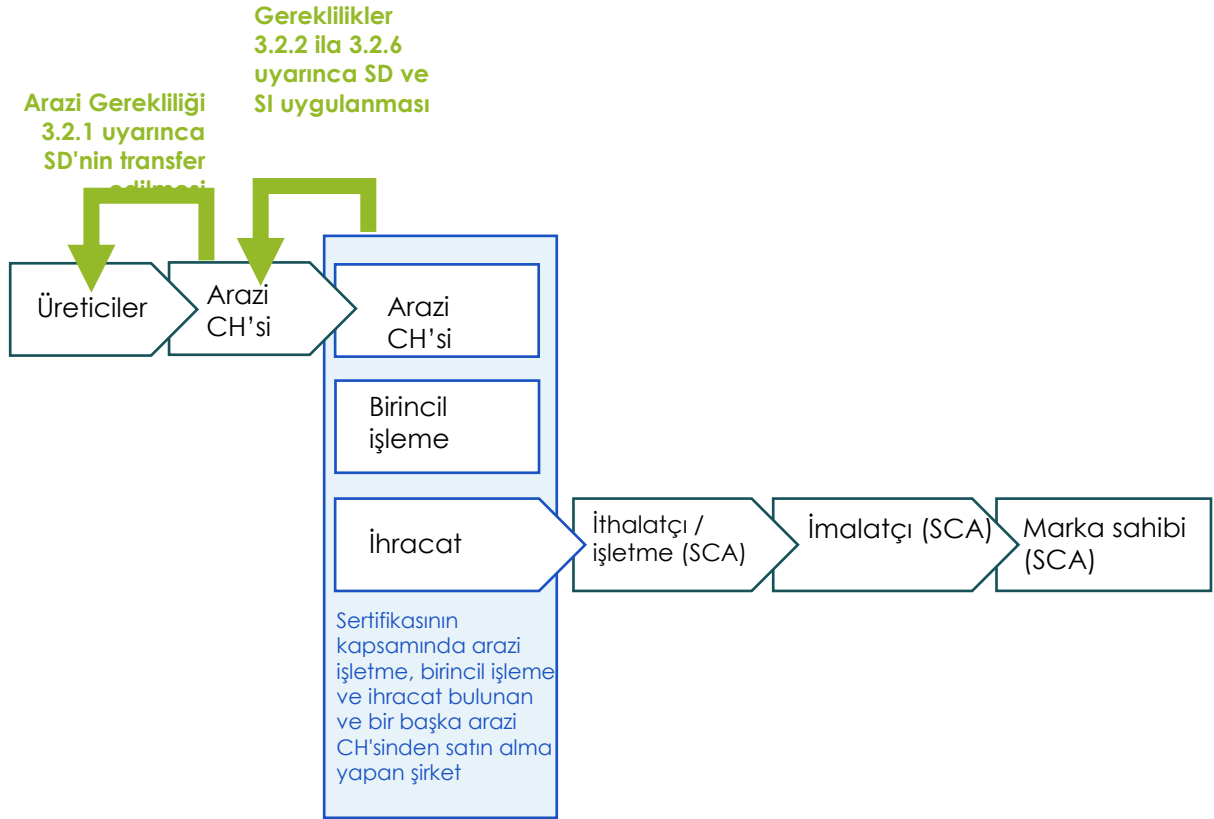 Gereklilikler
3.2.2 ila 3.2.6
uyarınca SD ve
SI uygulanması
Arazi Gerekliliği
3.2.1 uyarınca
SD'nin transfer
edilmesi
Üreticiler
Arazi
CH’si
Arazi
CH’si
Birincil
işleme
İhracat
İthalatçı /
işletme (SCA)
İmalatçı (SCA)
Marka sahibi
(SCA)
Sertifikasının
kapsamında arazi
işletme, birincil işleme
ve ihracat bulunan
ve bir başka arazi
CH'sinden satın alma
yapan şirket